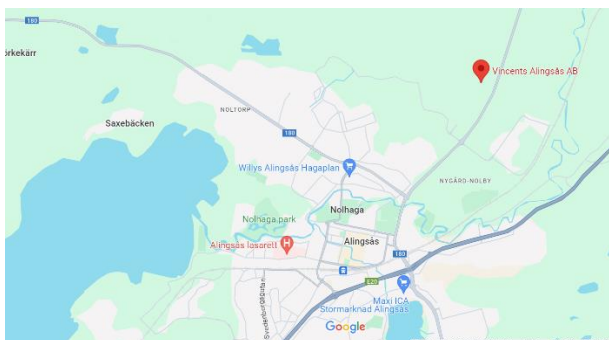 180
örkekärr
Vincents Alingsås AB
NOLTORP
Saxebäcken
180
Willys Alingsås Hagaplan
NYGÅRD-NOLBY
Nolhaga
Nolhaga park
Alingsås lasarett
H
Alingsås
180
E20
Maxi ICA
Stormarknad Alingsås
Google